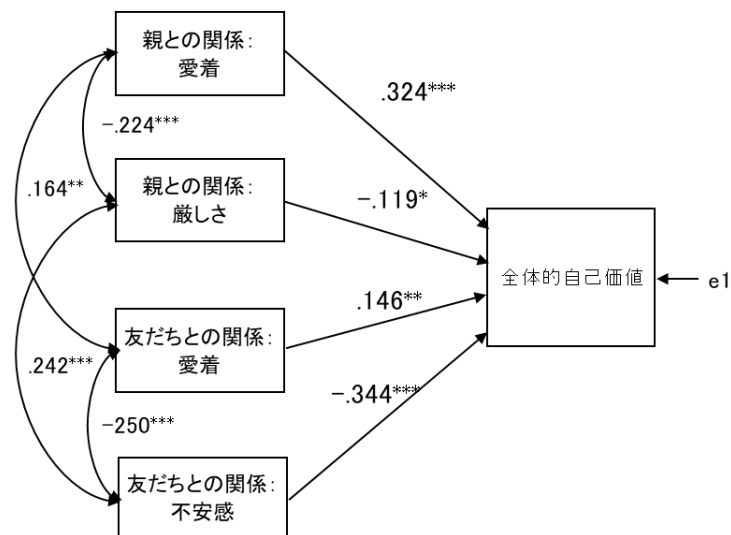 親との関係：
愛着
.324***
-.224***
.164**
親との関係：
厳しさ
-.119*
全体的自己価値
e1
.146**
友だちとの関係：
愛着
.242***
-.344***
-250***
友だちとの関係：
不安感